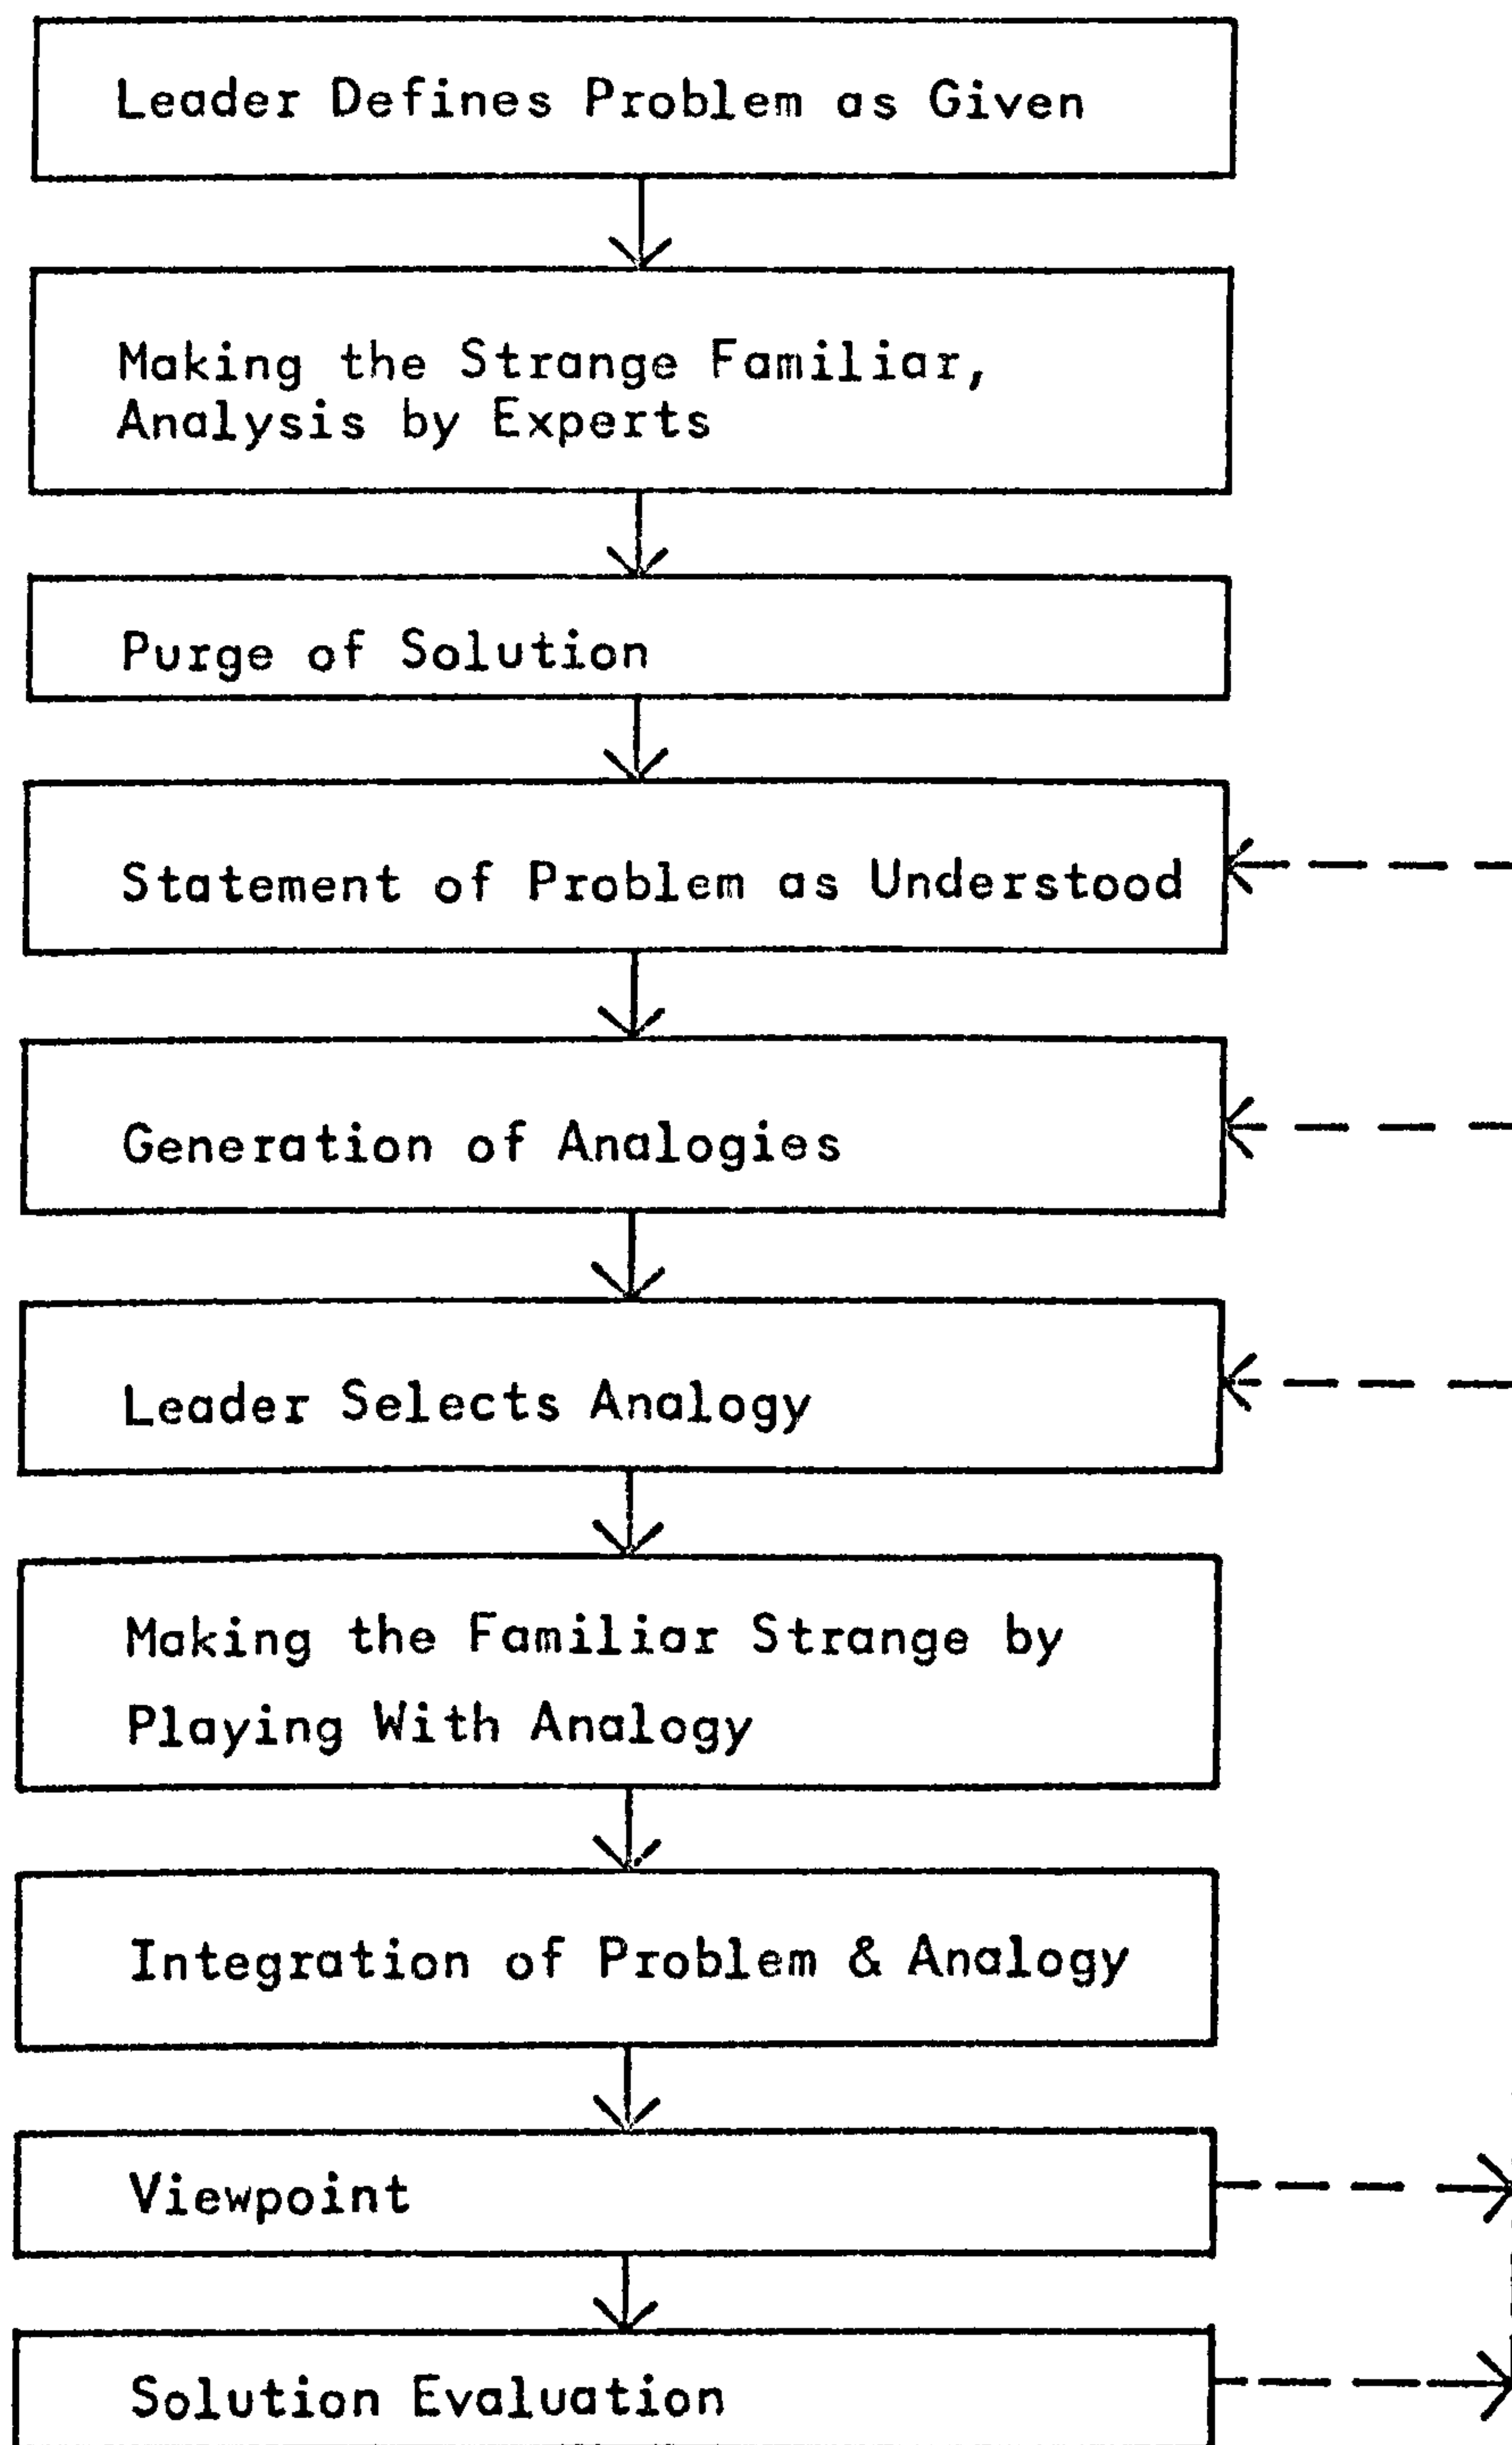 Leader Defines Problem as Given
Making the Strange Familiar,
Analysis by Experts
Purge of Solution
Statement of Problem as Understood
Generation of Analogies
Leader Selects Analogy
Making the Familiar Strange by
Playing With Analogy
Integration of Problem & Analogy
Viewpoint
Solution Evaluation